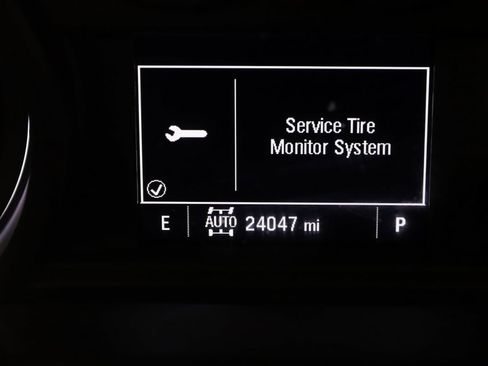 Service Tire
Monitor System
E AUTO 24047 mi P